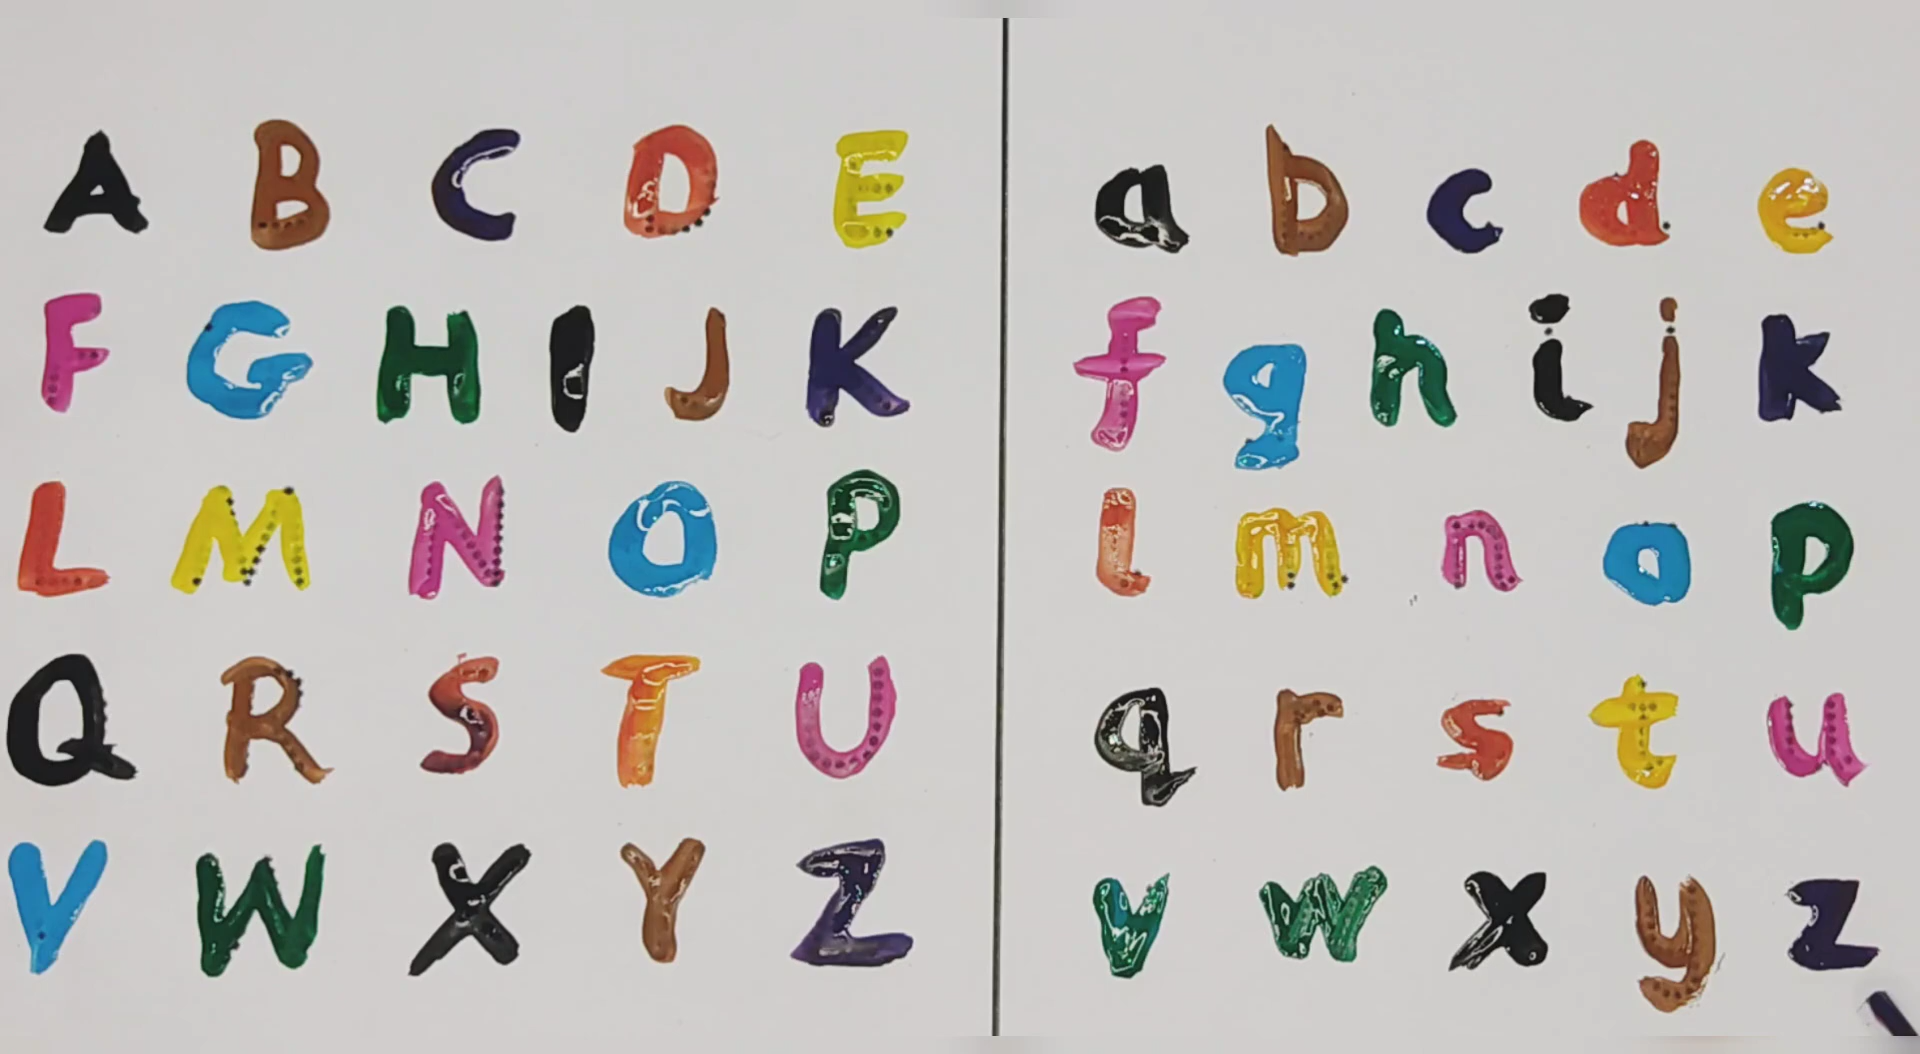 A B C D E
F G H I J K
L M N O P
Q R S T U
V W X Y Z
a b c d e
f g h i j k
l m n o p
q r s t u
v w x y z